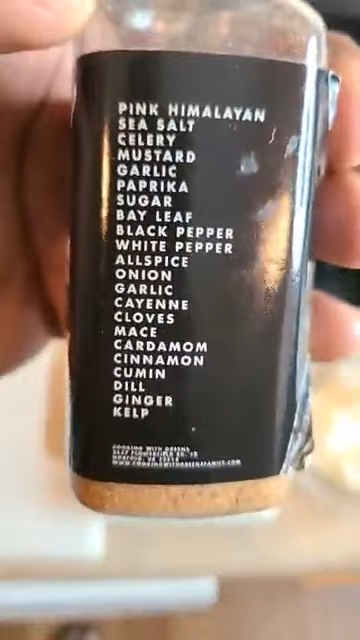 PINK HIMALAYAN
SEA SALT
CELERY
MUSTARD
GARLIC
PAPRIKA
SUGAR
BAY LEAF
BLACK PEPPER
WHITE PEPPER
ALLSPICE
ONION
GARLIC
CAYENNE
CLOVES
MACE
CARDAMOM
CINNAMON
CUMIN
DILL
GINGER
KELP
COOKING WITH GREENS